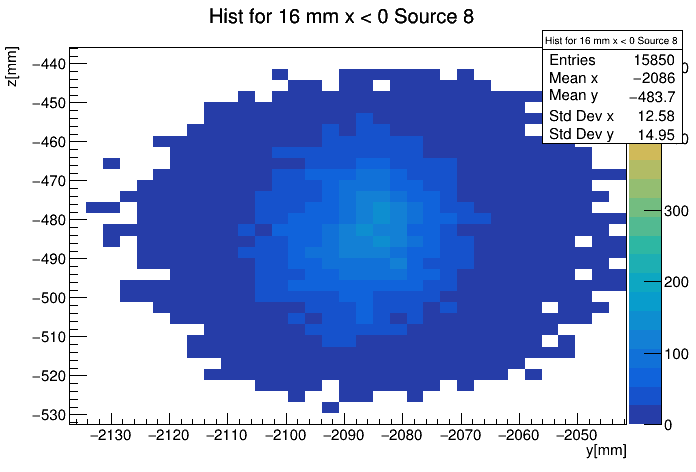 Hist for 16 mm x < 0 Source 8
z[mm]
Hist for 16 mm x < 0 Source 8
Entries 15850
Mean x −2086
Mean y −483.7
Std Dev x 12.58
Std Dev y 14.95
−440
−450
−460
−470
−480
−490
−500
−510
−520
−530
300
200
100
0
−2130 −2120 −2110 −2100 −2090 −2080 −2070 −2060 −2050
y[mm]